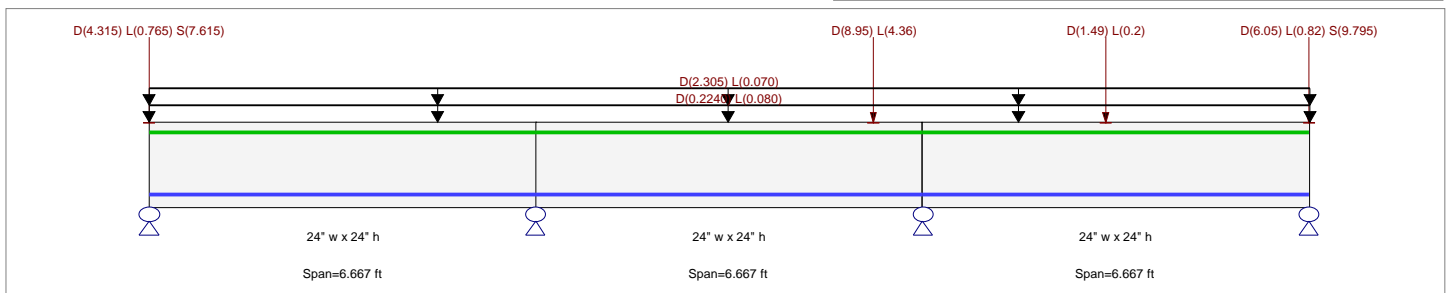 D(4.315) L(0.765) S(7.615)
D(8.95) L(4.36)
D(1.49) L(0.2)
D(6.05) L(0.82) S(9.795)
D(2.305) L(0.070)
D(0.2240) L(0.080)
24" w x 24" h
24" w x 24" h
24" w x 24" h
Span=6.667 ft
Span=6.667 ft
Span=6.667 ft